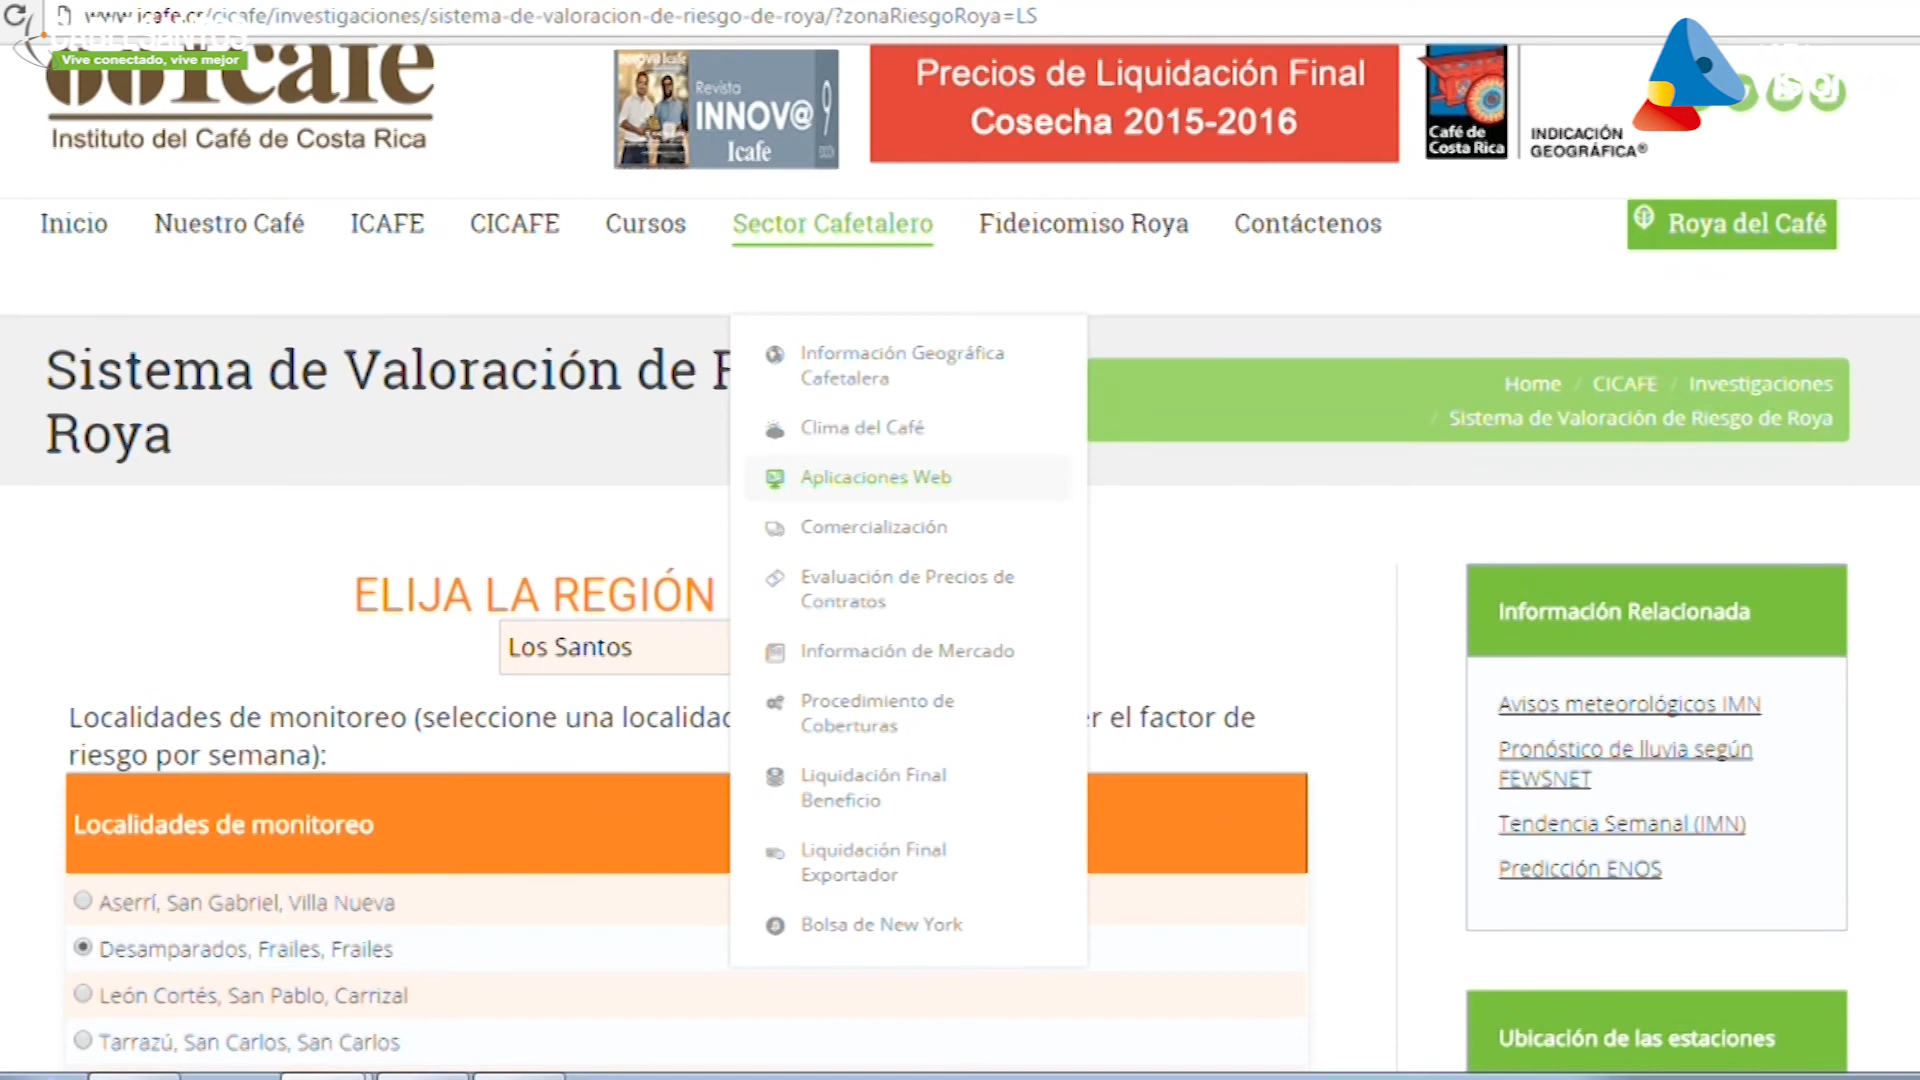 www.icafe.cr/cicafe/investigaciones/sistema-de-valoracion-de-riesgo-de-roya/?zonaRiesgoRoya=LS
CABLESANTOS
Vive conectado, vive mejor
icafe
Instituto del Café de Costa Rica
Revista
INNOV@ 9
Icafe
Precios de Liquidación Final
Cosecha 2015-2016
Café de
Costa Rica
INDICACIÓN
GEOGRÁFICA®
Inicio
Nuestro Café
ICAFE
CICAFE
Cursos
Sector Cafetalero
Fideicomiso Roya
Contáctenos
Roya del Café
Sistema de Valoración de
Roya
Home / CICAFE / Investigaciones
/ Sistema de Valoración de Riesgo de Roya
Información Geográfica
Cafetalera
Clima del Café
Aplicaciones Web
Comercialización
Evaluación de Precios de
Contratos
Información de Mercado
Procedimiento de
Coberturas
Liquidación Final
Beneficio
Liquidación Final
Exportador
Bolsa de New York
ELIJA LA REGIÓN
Los Santos
Localidades de monitoreo (seleccione una localidad er el factor de
riesgo por semana):
Localidades de monitoreo
Aserrí, San Gabriel, Villa Nueva
Desamparados, Frailes, Frailes
León Cortés, San Pablo, Carrizal
Tarrazú, San Carlos, San Carlos
Información Relacionada
Avisos meteorológicos IMN
Pronóstico de lluvia según
FEWSNET
Tendencia Semanal (IMN)
Predicción ENOS
Ubicación de las estaciones